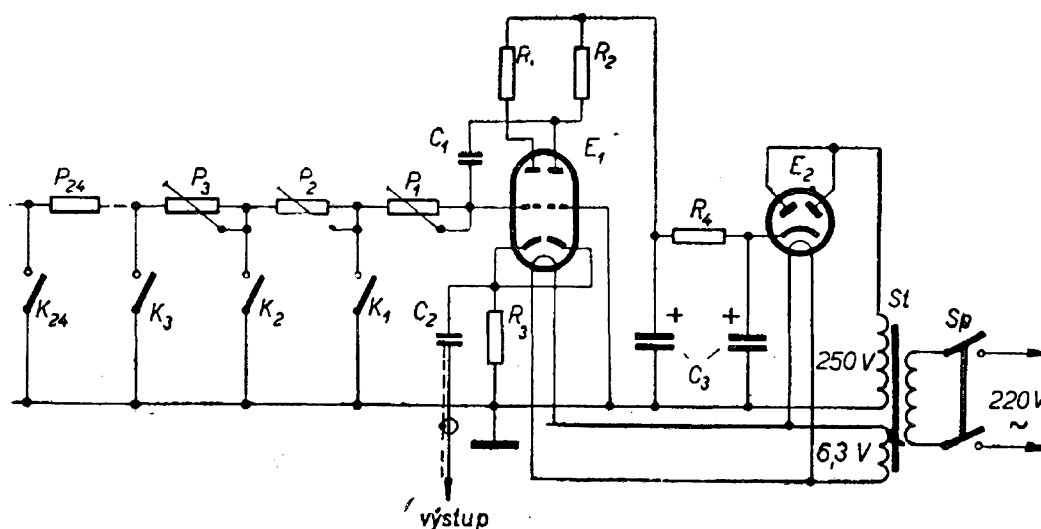 R₁
R₂
C₁
E₁
E₂
P₂₄
P₃
P₂
P₁
R₄
K₂₄
K₃
K₂
K₁
C₂
R₃
+
+
C₃
St
Sp
250 V
220 V
~
6,3 V
výstup